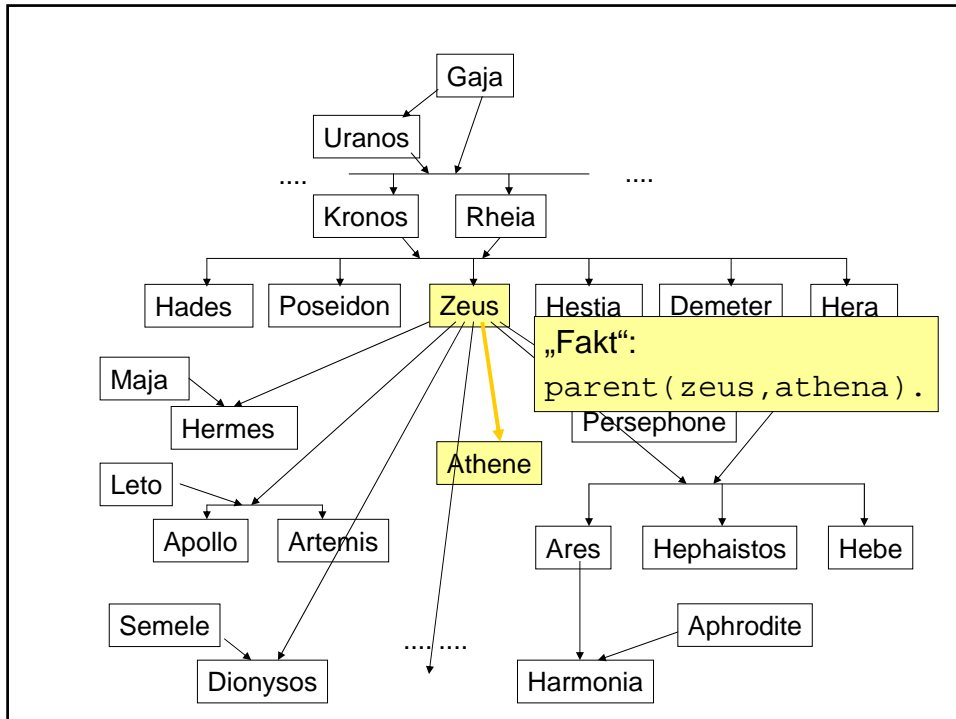 Gaja
Uranos
.... ....
Kronos Rheia
Hades Poseidon Zeus Hestia Demeter Hera
„Fakt“:
Maja
parent(zeus,athena).
Hermes Persephone
Athene
Leto
Apollo Artemis Ares Hephaistos Hebe
Semele Aphrodite
.... ....
Dionysos Harmonia